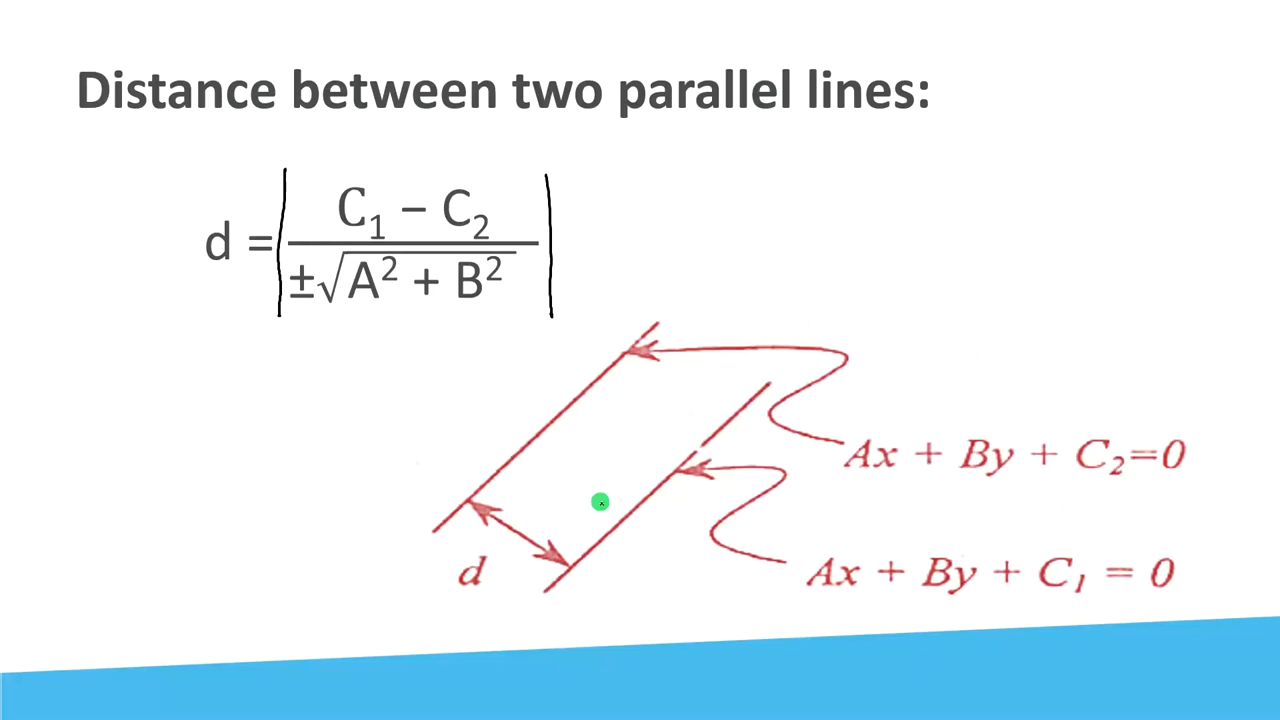 Distance between two parallel lines:
d = | C₁ − C₂ / ±√A² + B² |
Ax + By + C₂=0
d
Ax + By + C₁ = 0